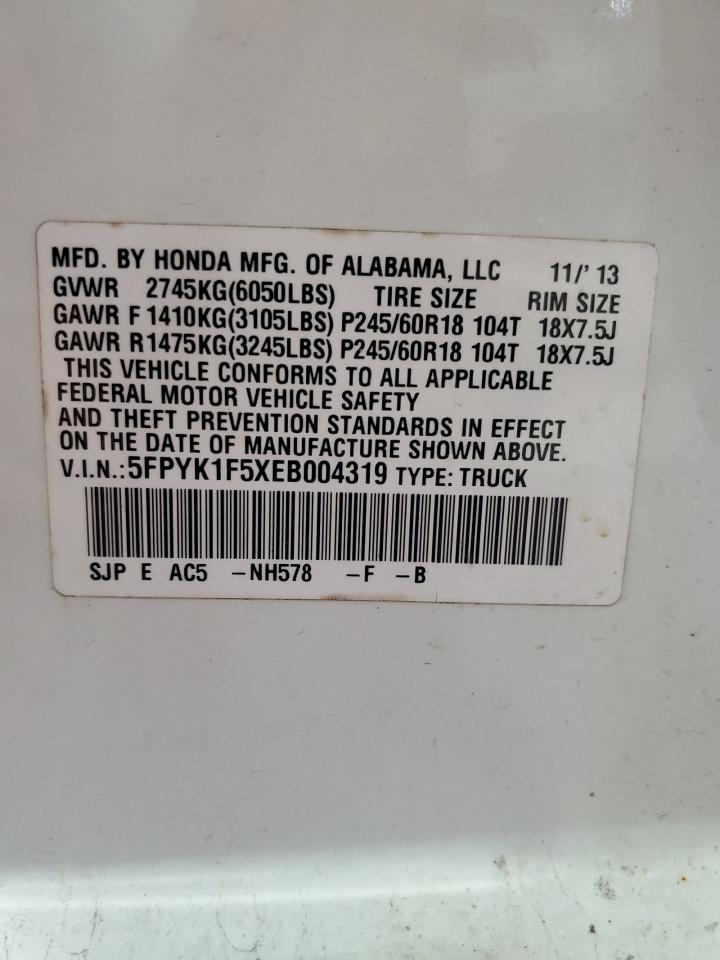 MFD. BY HONDA MFG. OF ALABAMA, LLC 11/' 13
GVWR 2745KG(6050LBS) TIRE SIZE RIM SIZE
GAWR F 1410KG(3105LBS) P245/60R18 104T 18X7.5J
GAWR R1475KG(3245LBS) P245/60R18 104T 18X7.5J
THIS VEHICLE CONFORMS TO ALL APPLICABLE
FEDERAL MOTOR VEHICLE SAFETY
AND THEFT PREVENTION STANDARDS IN EFFECT
ON THE DATE OF MANUFACTURE SHOWN ABOVE.
V.I.N.:5FPYK1F5XEB004319 TYPE: TRUCK
SJP E AC5 -NH578 -F -B